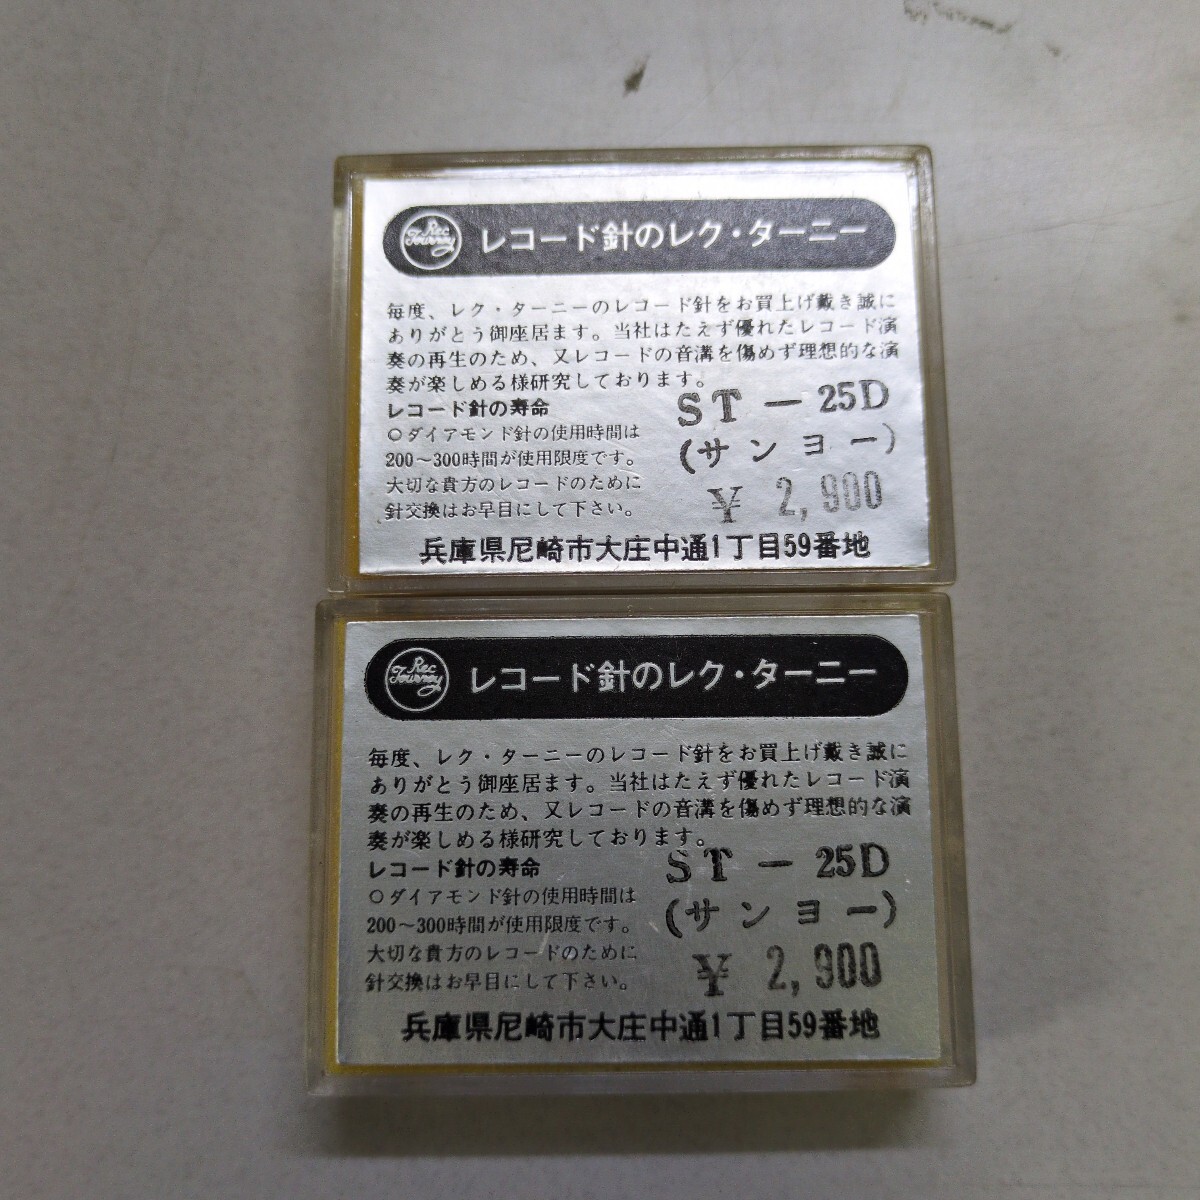 Rec
Tourney
レコード針のレク・ターニー
毎度、レク・ターニーのレコード針をお買上げ戴き誠に
ありがとう御座居ます。当社はたえず優れたレコード演
奏の再生のため、又レコードの音溝を傷めず理想的な演
奏が楽しめる様研究しております。
レコード針の寿命
○ダイアモンド針の使用時間は
200〜300時間が使用限度です。
大切な貴方のレコードのために
針交換はお早目にして下さい。
ST－25D
(サンヨー)
¥ 2,900
兵庫県尼崎市大庄中通1丁目59番地
Rec
Tourney
レコード針のレク・ターニー
毎度、レク・ターニーのレコード針をお買上げ戴き誠に
ありがとう御座居ます。当社はたえず優れたレコード演
奏の再生のため、又レコードの音溝を傷めず理想的な演
奏が楽しめる様研究しております。
レコード針の寿命
○ダイアモンド針の使用時間は
200〜300時間が使用限度です。
大切な貴方のレコードのために
針交換はお早目にして下さい。
ST－25D
(サンヨー)
¥ 2,900
兵庫県尼崎市大庄中通1丁目59番地